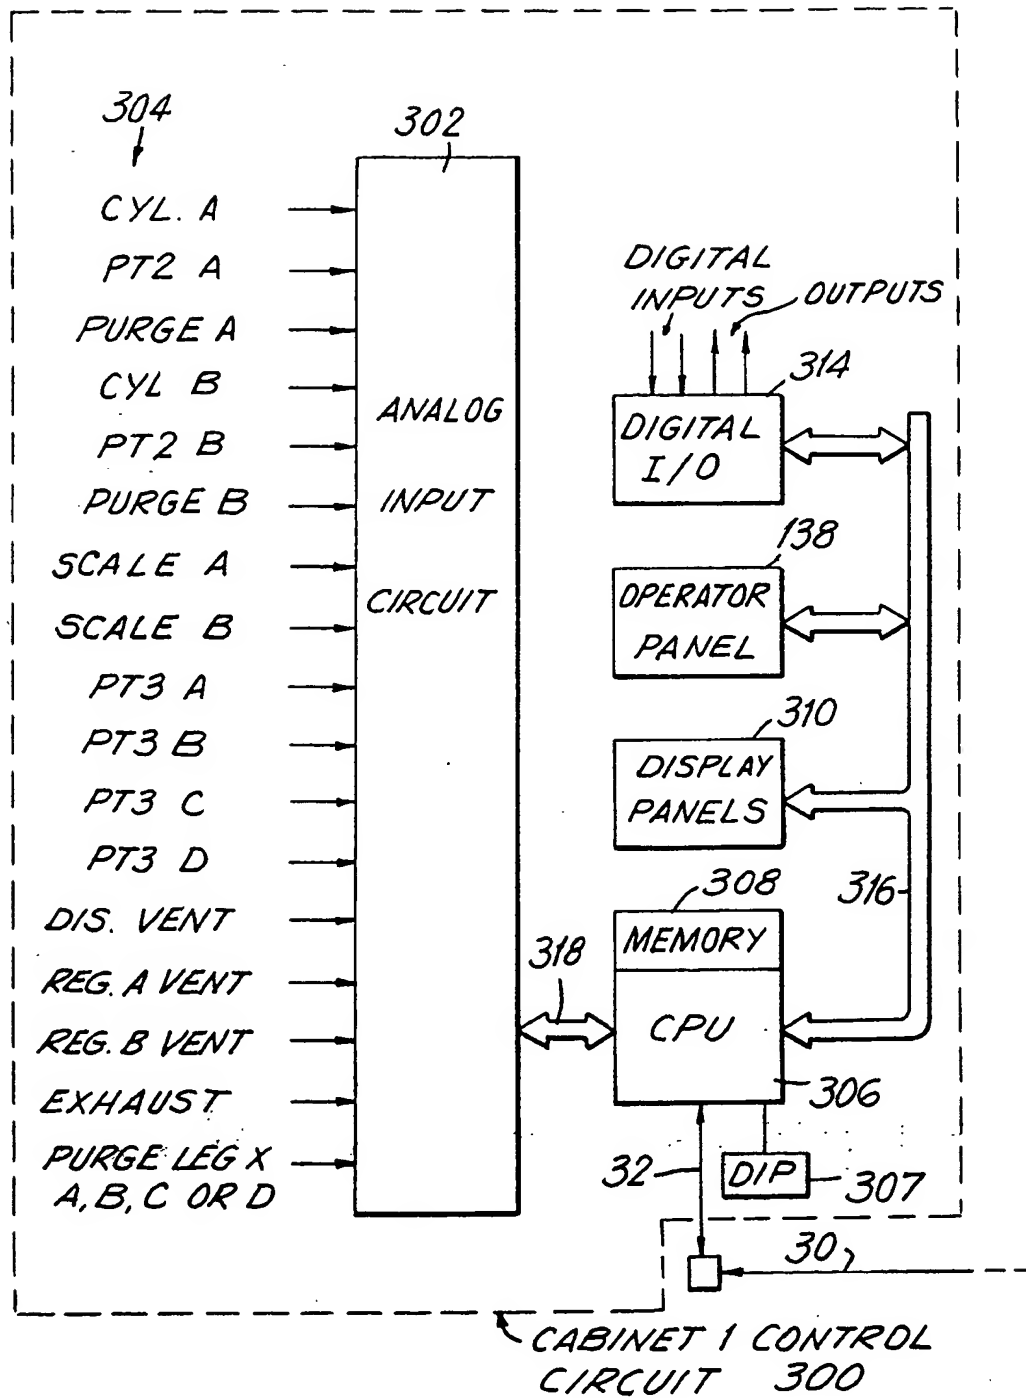 304
302
CYL. A
PT2 A
PURGE A
CYL B
PT2 B
PURGE B
SCALE A
SCALE B
PT3 A
PT3 B
PT3 C
PT3 D
DIS. VENT
REG. A VENT
REG. B VENT
EXHAUST
PURGE LEG X
A, B, C OR D
ANALOG
INPUT
CIRCUIT
DIGITAL
INPUTS
OUTPUTS
314
DIGITAL
I/O
138
OPERATOR
PANEL
310
DISPLAY
PANELS
316
308
MEMORY
318
CPU
306
32
DIP
307
30
CABINET 1 CONTROL
CIRCUIT 300